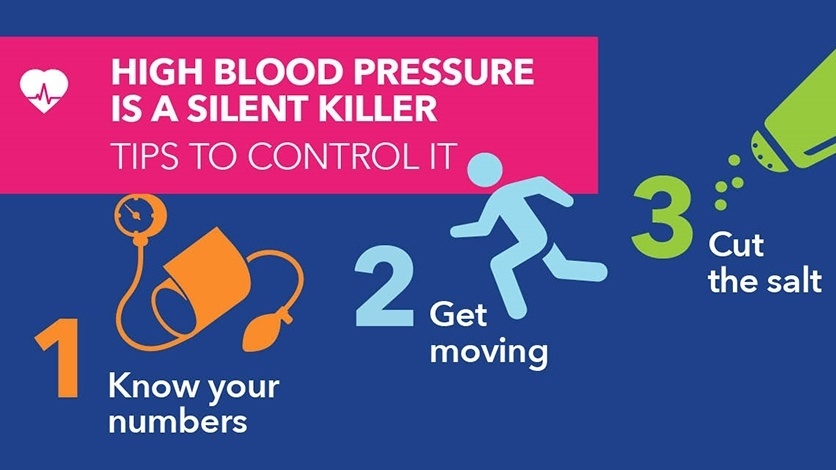 HIGH BLOOD PRESSURE
IS A SILENT KILLER
TIPS TO CONTROL IT
1
Know your
numbers
2
Get
moving
3
Cut
the salt